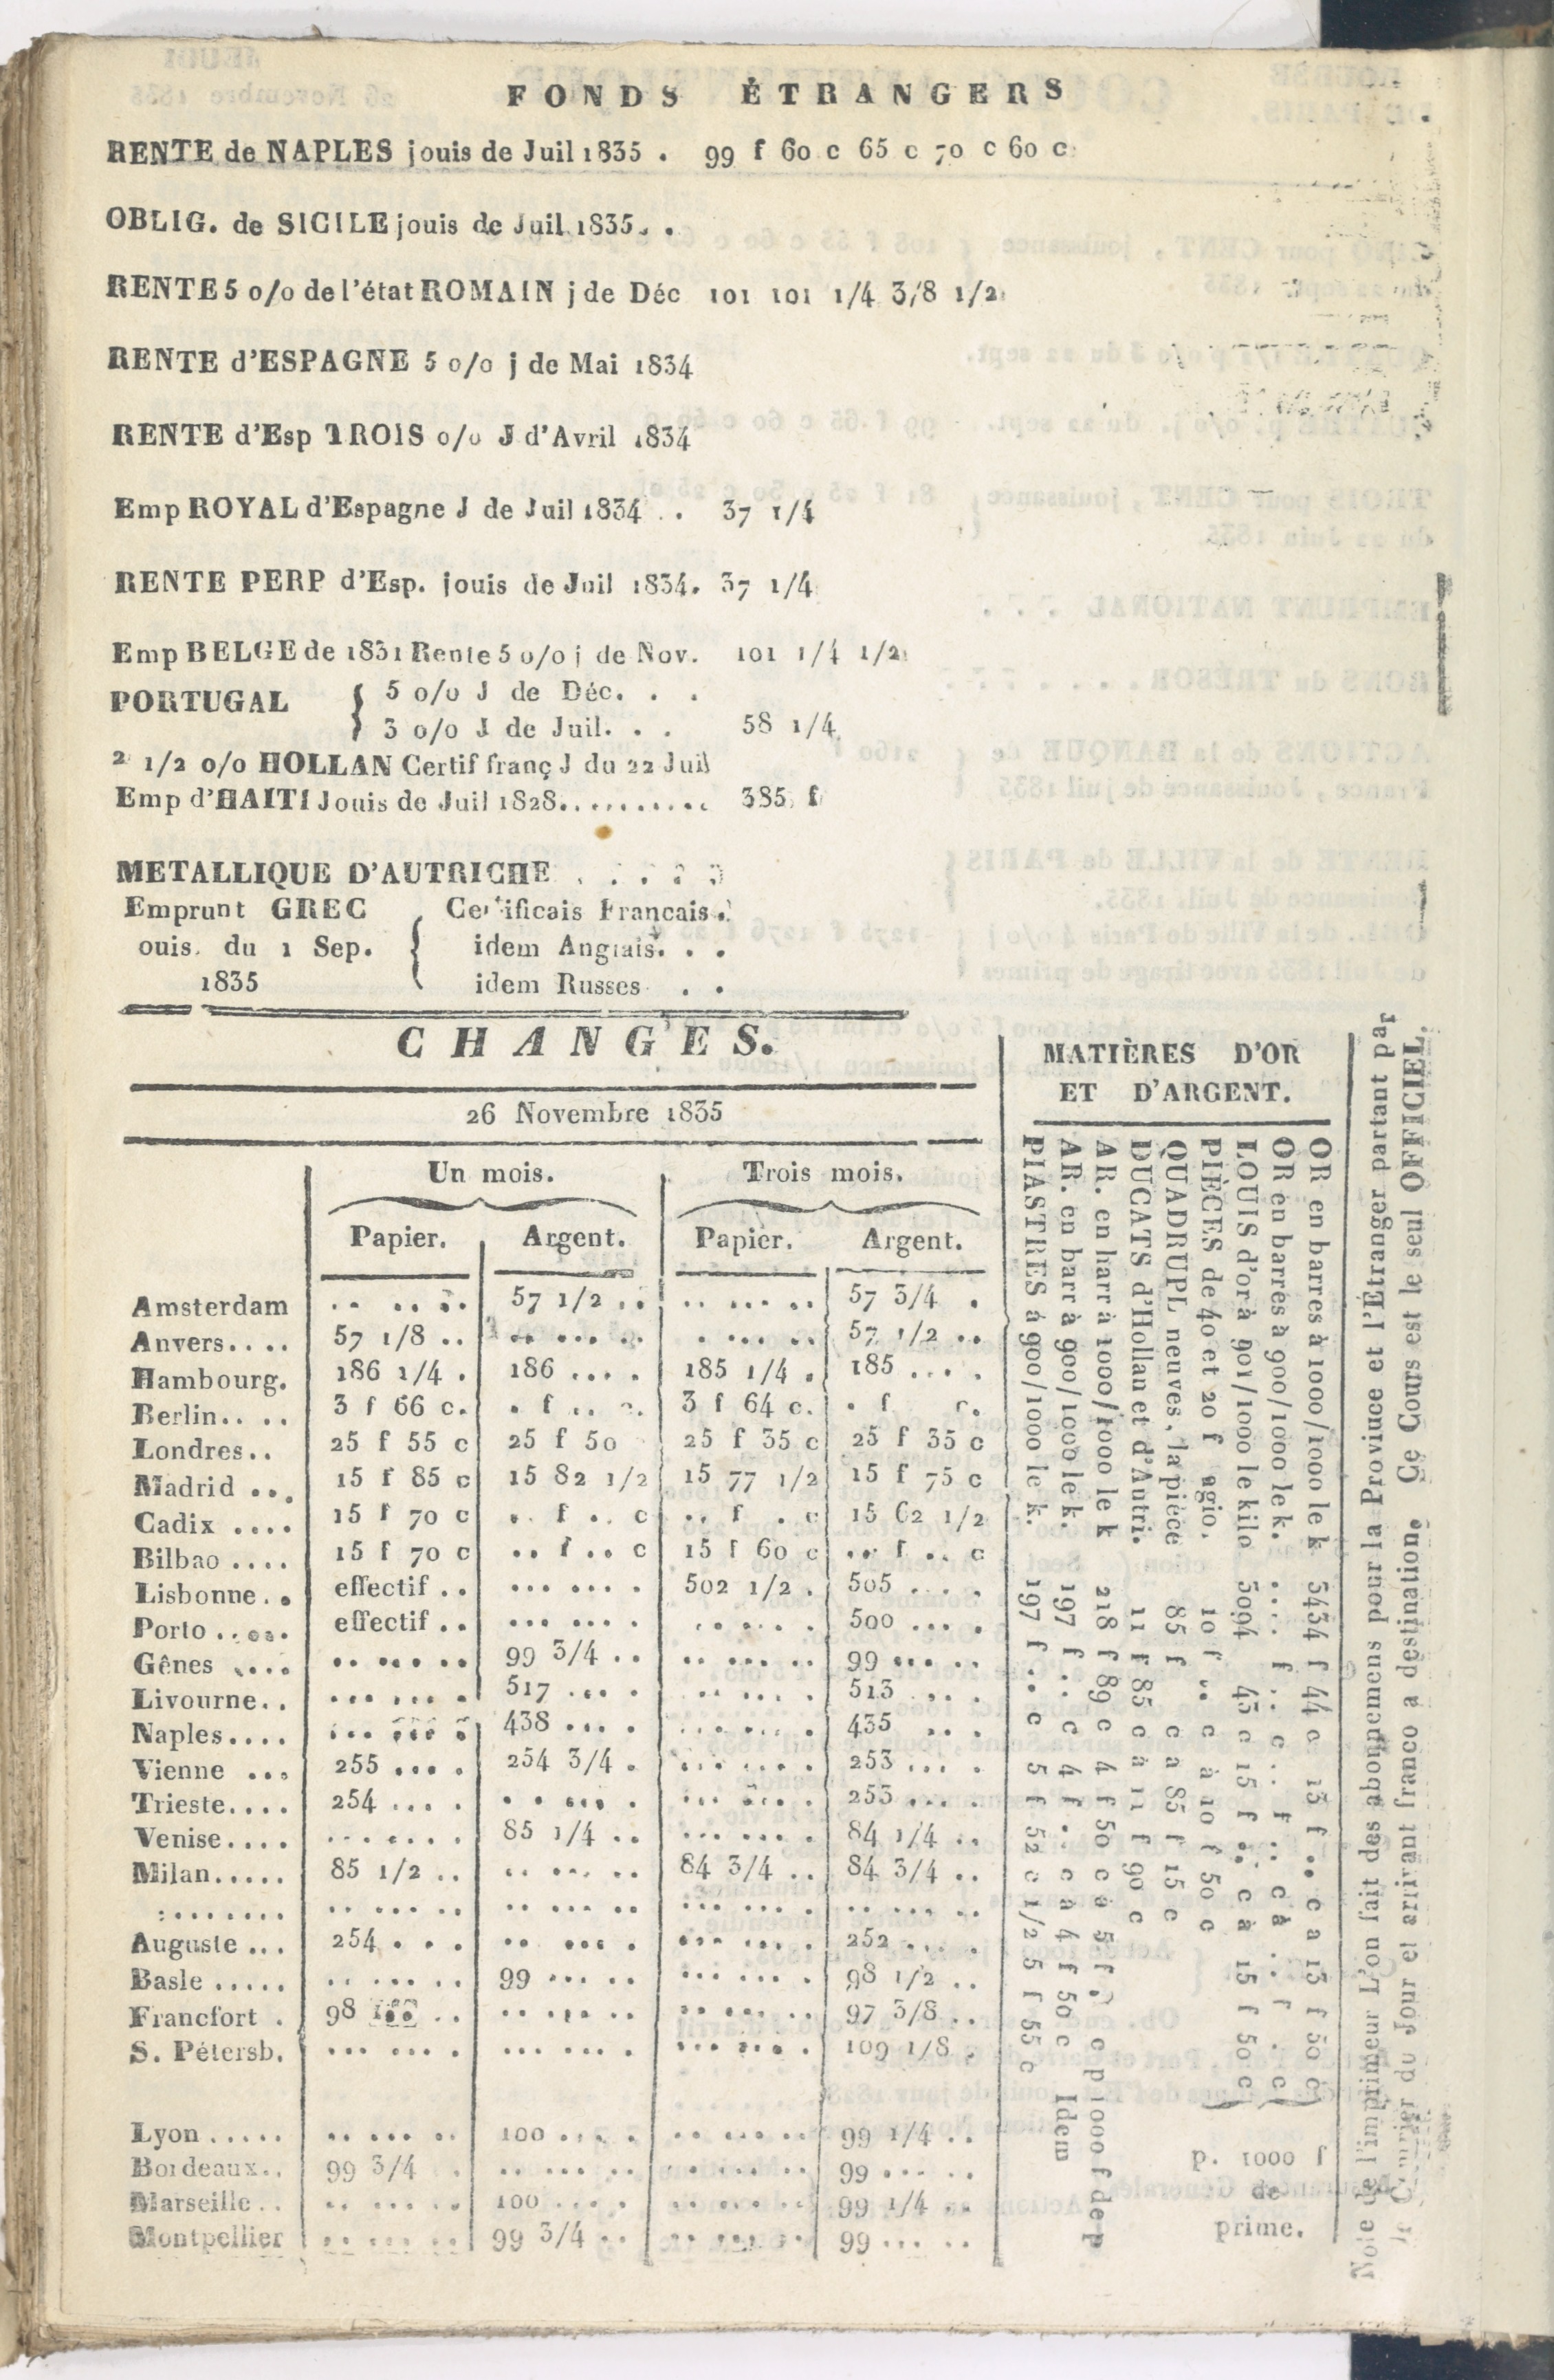 FONDS ÉTRANGERS
RENTE de NAPLES jouis de Juil 1835 . 99 f 60 c 65 c 70 c 60 c
OBLIG. de SICILE jouis de Juil 1835. .
RENTE 5 o/o de l'état ROMAIN j de Déc 101 101 1/4 3/8 1/2
RENTE d'ESPAGNE 5 o/o j de Mai 1834
RENTE d'Esp TROIS o/o J d'Avril 1834
Emp ROYAL d'Espagne J de Juil 1834 . . 37 1/4
RENTE PERP d'Esp. jouis de Juil 1834. 37 1/4
Emp BELGE de 1831 Rente 5 o/o j de Nov. 101 1/4 1/2
PORTUGAL { 5 o/o J de Déc. . .
3 o/o J de Juil. . . 58 1/4
2 1/2 o/o HOLLAN Certif franç J du 22 Juil
Emp d'HAITI Jouis de Juil 1828.......... 385 f
METALLIQUE D'AUTRICHE . . . . .
Emprunt GREC { Certificais Francais.
ouis. du 1 Sep. idem Anglais. . .
1835 idem Russes . .
CHANGES.
26 Novembre 1835
Un mois. Trois mois.
Papier. Argent. Papier. Argent.
Amsterdam .. .. .. 57 1/2 .. .. ... .. 57 3/4 .
Anvers.... 57 1/8 .. .. ... .. . ... .. 57 1/2 ..
Hambourg. 186 1/4 . 186 ... . 185 1/4 . 185 ... .
Berlin.. .. 3 f 66 c. . f .. c. 3 f 64 c. . f c.
Londres.. 25 f 55 c 25 f 50 25 f 35 c 25 f 35 c
Madrid ... 15 f 85 c 15 82 1/2 15 77 1/2 15 f 75 c
Cadix .... 15 f 70 c .. f .. c .. f . c 15 62 1/2
Bilbao .... 15 f 70 c .. f .. c 15 f 60 c .. f .. c
Lisbonne.. effectif .. ... ... . 502 1/2 . 505 ... .
Porto ..... effectif .. ... ... . .. ... . 500 ... .
Gênes .... .. ... .. 99 3/4 .. .. ... .. 99 ... ..
Livourne.. ... ... . 517 ... . .. ... . 513 ... .
Naples.... ... ... . 438 ... . ... ... . 435 ... .
Vienne ... 255 ... . 254 3/4 . ... ... . 253 ... .
Trieste.... 254 ... . . . ... . ... ... . 253 ... .
Venise.... ... ... . 85 1/4 .. ... ... . 84 1/4 ..
Milan..... 85 1/2 .. .. ... .. 84 3/4 .. 84 3/4 ..
:....... .. ... .. .. ... .. ... ... . .. ... ..
Auguste ... 254 . . . .. ... . ... ... . 252 ... .
Basle ..... .. ... .. 99 ... .. ... ... . 98 1/2 ..
Francfort . 98 .. .. ... .. .. ... .. 97 3/8 ..
S. Pétersb. ... ... . ... ... . ... ... . 109 1/8 .
Lyon ..... .. ... .. 100 ... . .. ... .. 99 1/4 ..
Bordeaux.. 99 3/4 . .. ... .. .. ... .. 99 ... ..
Marseille .. .. ... .. 100 ... . .. ... .. 99 1/4 ..
Montpellier .. ... .. 99 3/4 .. .. ... .. 99 ... ..
MATIÈRES D'OR
ET D'ARGENT.
OR en barres à 1000/1000 le k 3434 f 44 c 13 f .. c a 13 f 50 c
OR en barres à 900/1000 le k. .... f .. c .. f .. c à .. f . c
LOUIS d'or à 901/1000 le kilo 3094 43 c 15 f .. c à 15 f 50 c
p. 1000 f
de
prime.
PIÈCES de 40 et 20 f agio. 10 f .. c à 10 f 50 c
QUADRUPL neuves, la pièce 85 f c a 85 f 15 c
DUCATS d'Hollan et d'Autri. 11 f 85 c à 11 f 90 c
AR. en barr à 1000/1000 le k 218 f 89 c 4 f 50 c à 5 f . c p 1000 f de p
AR. en barr à 900/1000 le k. 197 f .. c 4 f .. c à 4 f 50 c Idem
PIASTRES à 900/1000 le k. 197 f .. c 5 f 52 c 1/2 5 f 55 c
Note de l'imprimeur L'on fait des abonnemens pour la Proviuce et l'Étranger partant par
le Courrier du Jour et arrivant franco a destination. Ce Cours est le seul OFFICIEL.